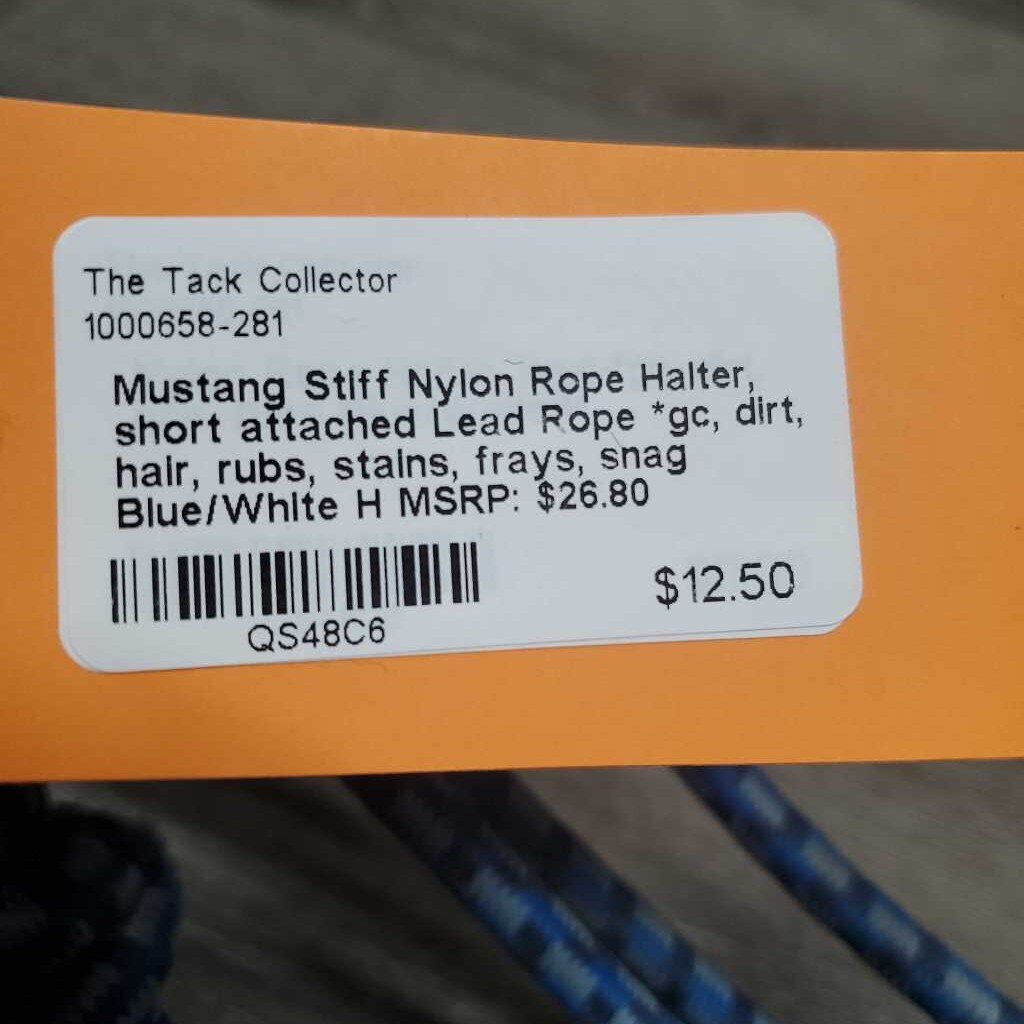 The Tack Collector
1000658-281
Mustang Stiff Nylon Rope Halter,
short attached Lead Rope *gc, dirt,
hair, rubs, stains, frays, snag
Blue/White H MSRP: $26.80
$12.50
QS48C6